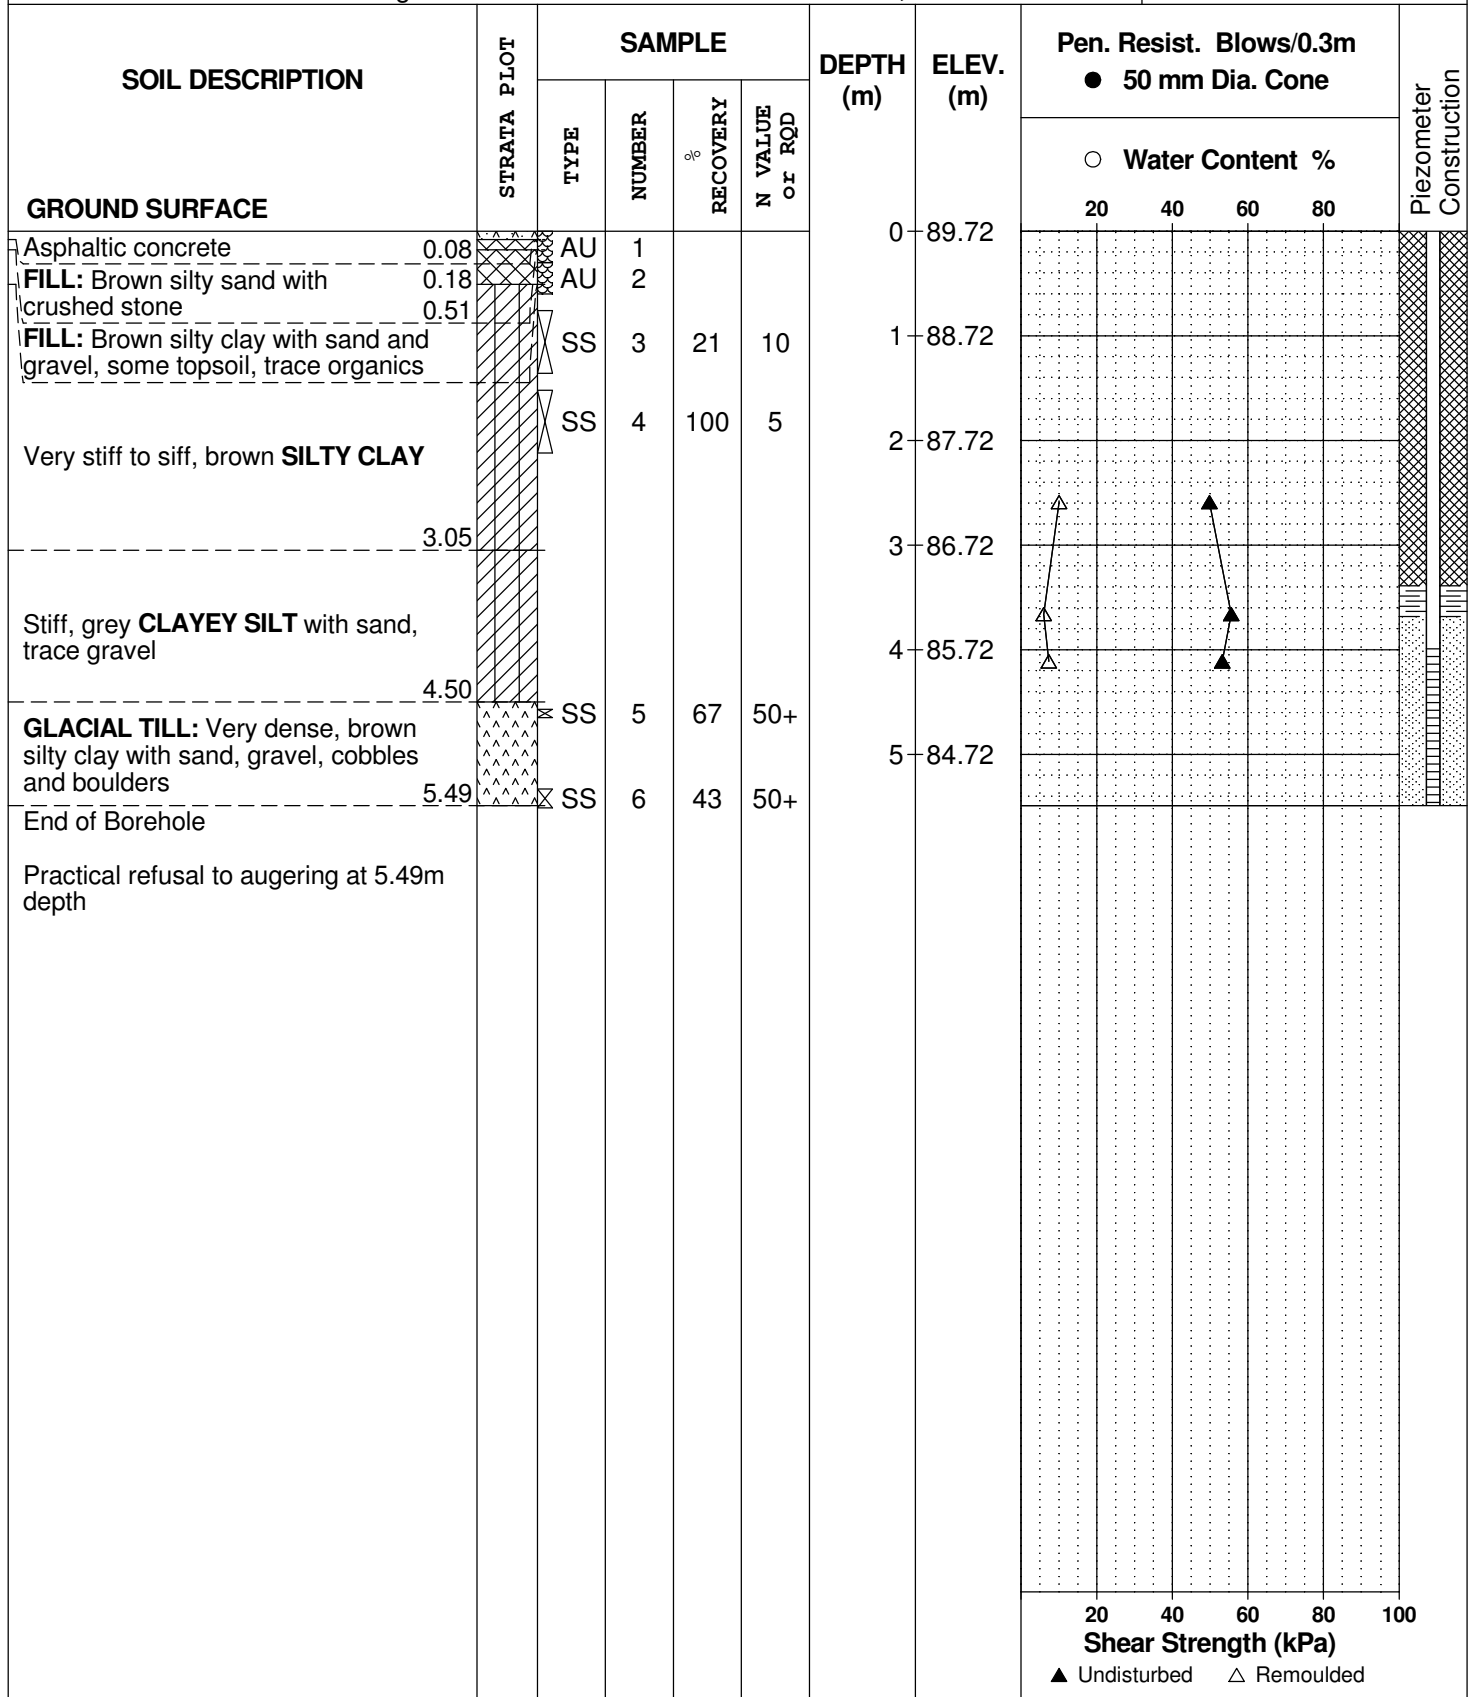 SOIL DESCRIPTION
GROUND SURFACE
STRATA PLOT
SAMPLE
TYPE
NUMBER
%
RECOVERY
N VALUE
or RQD
DEPTH
(m)
ELEV.
(m)
Pen. Resist. Blows/0.3m
● 50 mm Dia. Cone
○ Water Content %
20 40 60 80
Piezometer
Construction
0 89.72
Asphaltic concrete 0.08 AU 1
FILL: Brown silty sand with 0.18 AU 2
crushed stone 0.51
FILL: Brown silty clay with sand and
gravel, some topsoil, trace organics
SS 3 21 10
1 88.72
SS 4 100 5
2 87.72
Very stiff to siff, brown SILTY CLAY
3.05
3 86.72
Stiff, grey CLAYEY SILT with sand,
trace gravel
4 85.72
4.50
GLACIAL TILL: Very dense, brown
silty clay with sand, gravel, cobbles
and boulders
5.49
SS 5 67 50+
5 84.72
SS 6 43 50+
End of Borehole
Practical refusal to augering at 5.49m
depth
20 40 60 80 100
Shear Strength (kPa)
▲ Undisturbed △ Remoulded